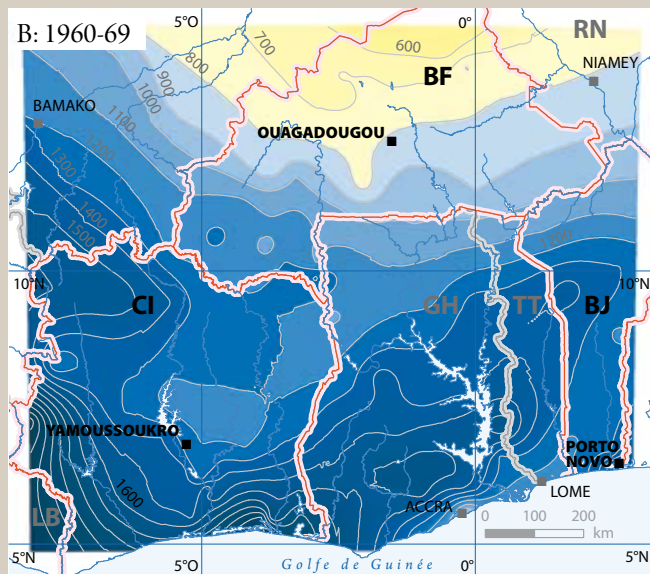 B: 1960-69
5°O
0°
RN
700
600
800
BF
NIAMEY
900
BAMAKO
1000
1100
OUAGADOUGOU
1200
1300
1400
1500
1200
10°N
10°N
CI
GH
TT
BJ
YAMOUSSOUKRO
PORTO
NOVO
1600
LOME
LB
ACCRA
0 100 200
km
5°N
5°O
Golfe de Guinée
0°
5°N